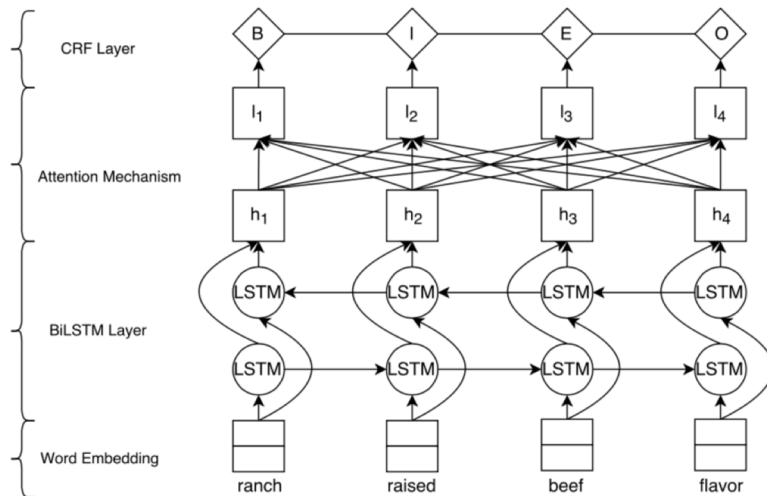 CRF Layer
B I E O
l1 l2 l3 l4
Attention Mechanism
h1 h2 h3 h4
LSTM LSTM LSTM LSTM
BiLSTM Layer
LSTM LSTM LSTM LSTM
Word Embedding
ranch raised beef flavor